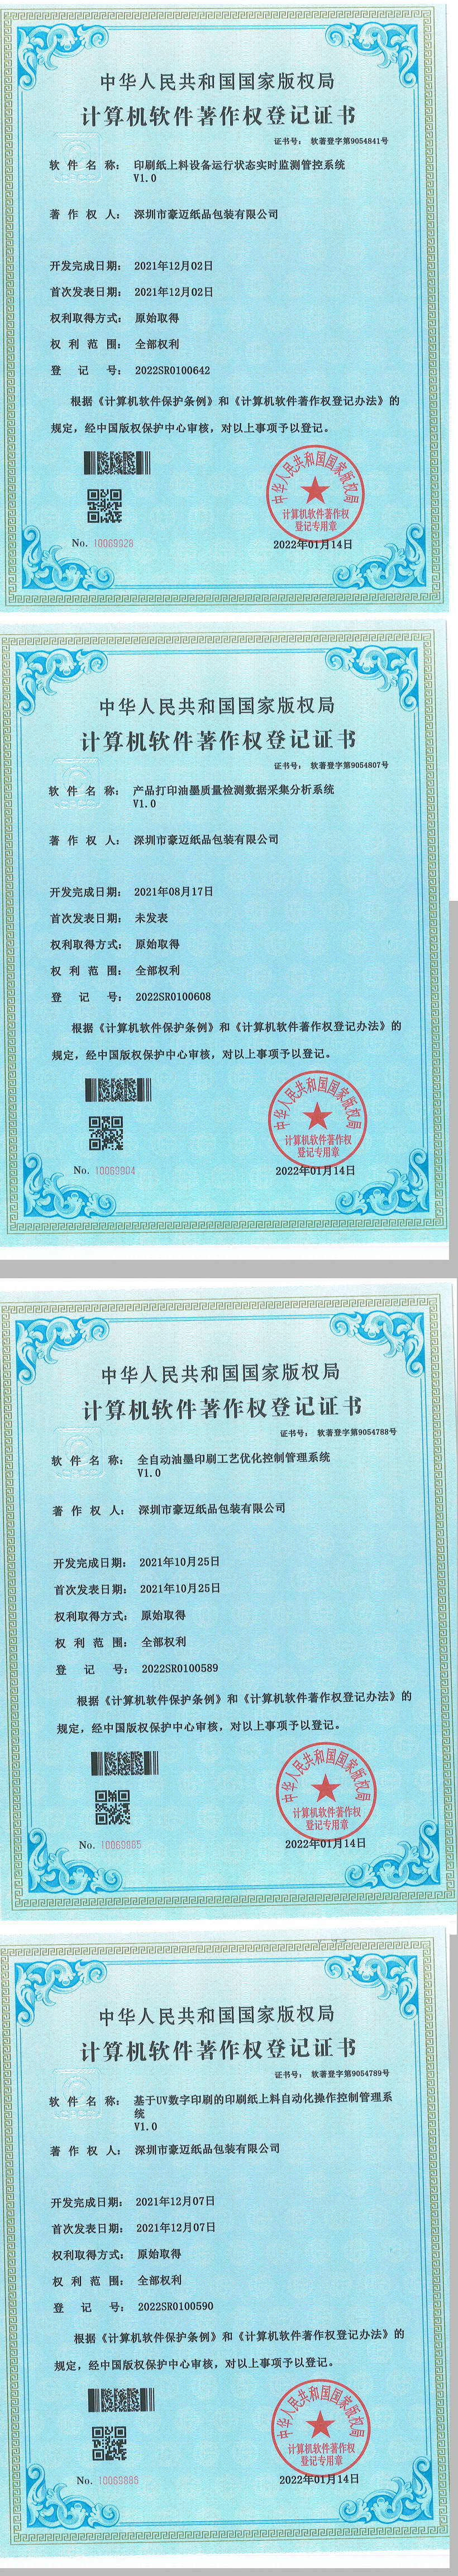 中华人民共和国国家版权局
计算机软件著作权登记证书
证书号： 软著登字第9054841号
软 件 名 称： 印刷纸上料设备运行状态实时监测管控系统
V1.0
著 作 权 人： 深圳市豪迈纸品包装有限公司
开发完成日期： 2021年12月02日
首次发表日期： 2021年12月02日
权利取得方式： 原始取得
权 利 范 围： 全部权利
登 记 号： 2022SR0100642
根据《计算机软件保护条例》和《计算机软件著作权登记办法》的
规定，经中国版权保护中心审核，对以上事项予以登记。
中华人民共和国国家版权局
计算机软件著作权
登记专用章
No. 10069928
2022年01月14日
中华人民共和国国家版权局
计算机软件著作权登记证书
证书号： 软著登字第9054807号
软 件 名 称： 产品打印油墨质量检测数据采集分析系统
V1.0
著 作 权 人： 深圳市豪迈纸品包装有限公司
开发完成日期： 2021年08月17日
首次发表日期： 未发表
权利取得方式： 原始取得
权 利 范 围： 全部权利
登 记 号： 2022SR0100608
根据《计算机软件保护条例》和《计算机软件著作权登记办法》的
规定，经中国版权保护中心审核，对以上事项予以登记。
中华人民共和国国家版权局
计算机软件著作权
登记专用章
No. 10069904
2022年01月14日
中华人民共和国国家版权局
计算机软件著作权登记证书
证书号： 软著登字第9054788号
软 件 名 称： 全自动油墨印刷工艺优化控制管理系统
V1.0
著 作 权 人： 深圳市豪迈纸品包装有限公司
开发完成日期： 2021年10月25日
首次发表日期： 2021年10月25日
权利取得方式： 原始取得
权 利 范 围： 全部权利
登 记 号： 2022SR0100589
根据《计算机软件保护条例》和《计算机软件著作权登记办法》的
规定，经中国版权保护中心审核，对以上事项予以登记。
中华人民共和国国家版权局
计算机软件著作权
登记专用章
No. 10069885
2022年01月14日
中华人民共和国国家版权局
计算机软件著作权登记证书
证书号： 软著登字第9054789号
软 件 名 称： 基于UV数字印刷的印刷纸上料自动化操作控制管理系
统
V1.0
著 作 权 人： 深圳市豪迈纸品包装有限公司
开发完成日期： 2021年12月07日
首次发表日期： 2021年12月07日
权利取得方式： 原始取得
权 利 范 围： 全部权利
登 记 号： 2022SR0100590
根据《计算机软件保护条例》和《计算机软件著作权登记办法》的
规定，经中国版权保护中心审核，对以上事项予以登记。
中华人民共和国国家版权局
计算机软件著作权
登记专用章
No. 10069886
2022年01月14日